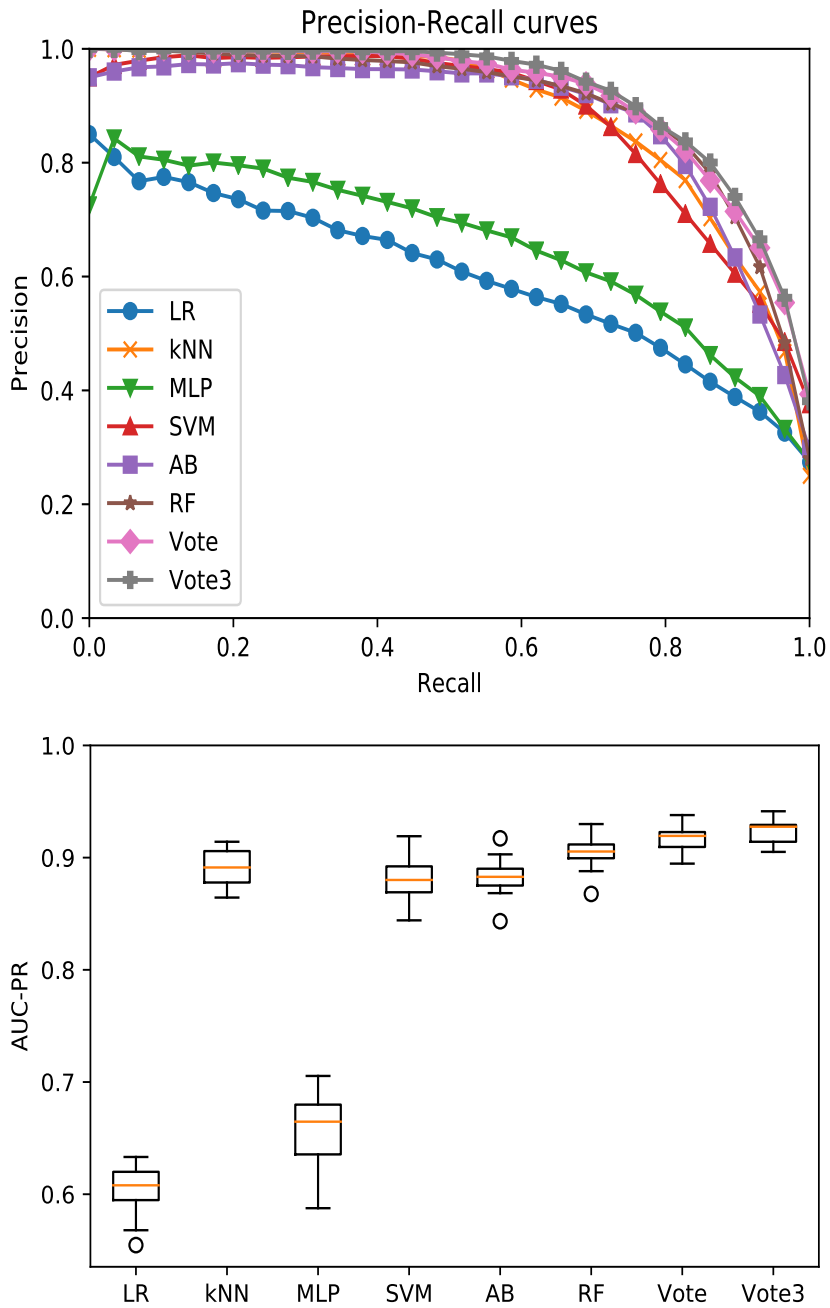 Precision-Recall curves
1.0
0.8
0.6
0.4
0.2
0.0
Precision
LR
kNN
MLP
SVM
AB
RF
Vote
Vote3
0.0 0.2 0.4 0.6 0.8 1.0
Recall
1.0
0.9
0.8
0.7
0.6
AUC-PR
LR kNN MLP SVM AB RF Vote Vote3